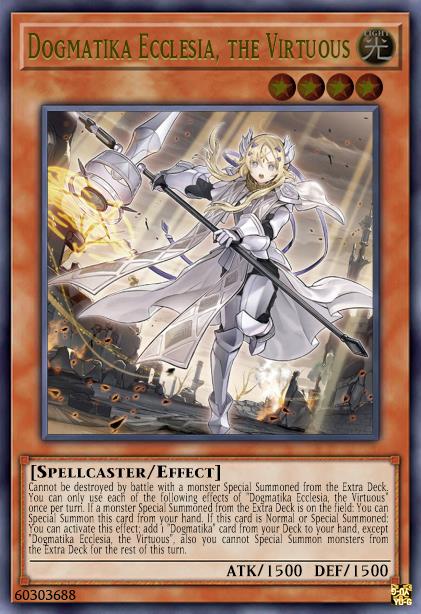 DOGMATIKA ECCLESIA, THE VIRTUOUS
LIGHT
光
[SPELLCASTER/EFFECT]
Cannot be destroyed by battle with a monster Special Summoned from the Extra Deck.
You can only use each of the following effects of "Dogmatika Ecclesia, the Virtuous"
once per turn. If a monster Special Summoned from the Extra Deck is on the field: You can
Special Summon this card from your hand. If this card is Normal or Special Summoned:
You can activate this effect; add 1 "Dogmatika" card from your Deck to your hand, except
"Dogmatika Ecclesia, the Virtuous", also you cannot Special Summon monsters
from the Extra Deck for the rest of this turn.
ATK/1500 DEF/1500
60303688